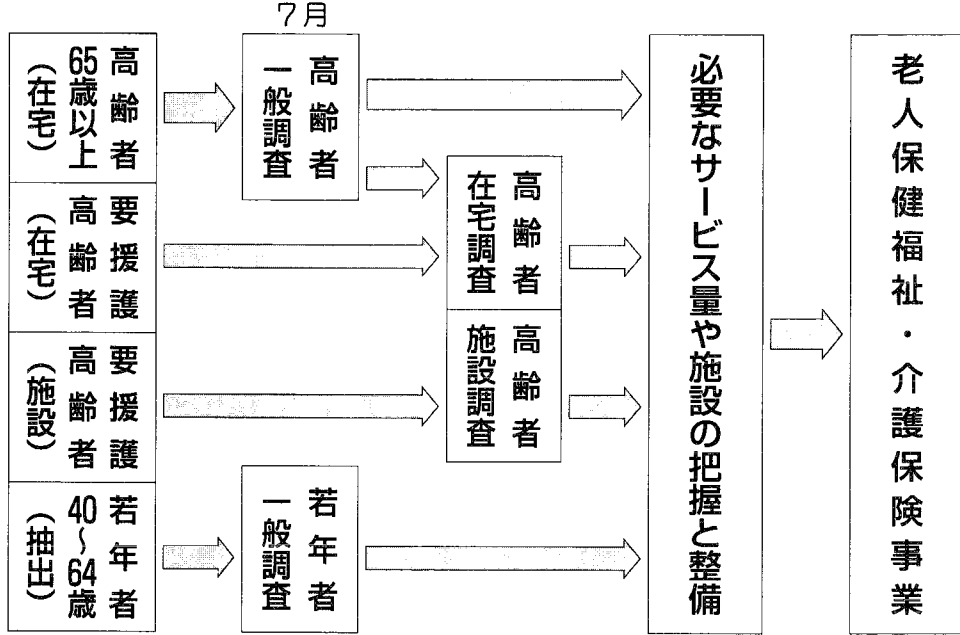 7月
高齢者
65歳以上
(在宅)
要援護
高齢者
(在宅)
要援護
高齢者
(施設)
若年者
40〜64歳
(抽出)
高齢者
一般調査
若年者
一般調査
高齢者
在宅調査
高齢者
施設調査
必要なサービス量や施設の把握と整備
老人保健福祉・介護保険事業